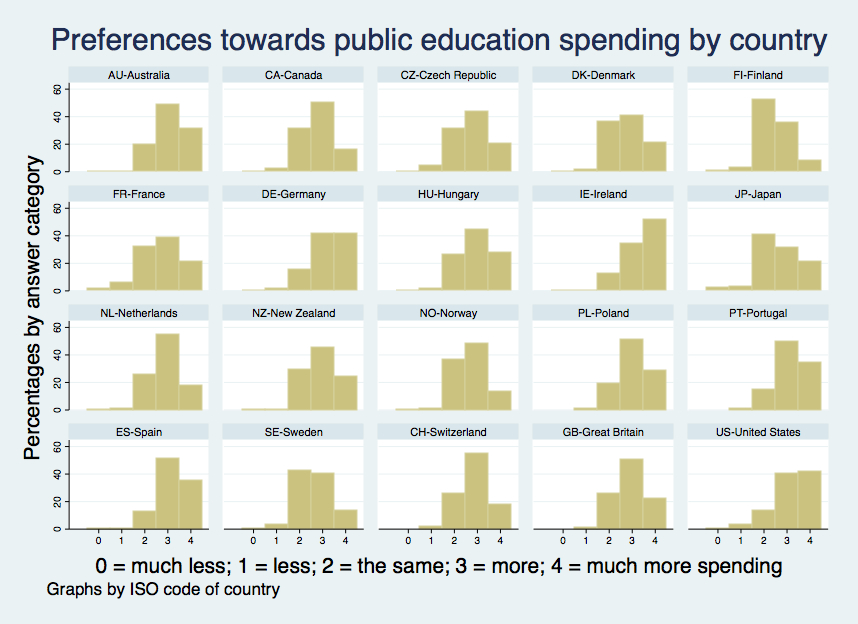 Preferences towards public education spending by country
AU-Australia
CA-Canada
CZ-Czech Republic
DK-Denmark
FI-Finland
0 20 40 60
FR-France
DE-Germany
HU-Hungary
IE-Ireland
JP-Japan
0 20 40 60
NL-Netherlands
NZ-New Zealand
NO-Norway
PL-Poland
PT-Portugal
0 20 40 60
ES-Spain
SE-Sweden
CH-Switzerland
GB-Great Britain
US-United States
0 20 40 60
Percentages by answer category
0 1 2 3 4
0 1 2 3 4
0 1 2 3 4
0 1 2 3 4
0 1 2 3 4
0 = much less; 1 = less; 2 = the same; 3 = more; 4 = much more spending
Graphs by ISO code of country